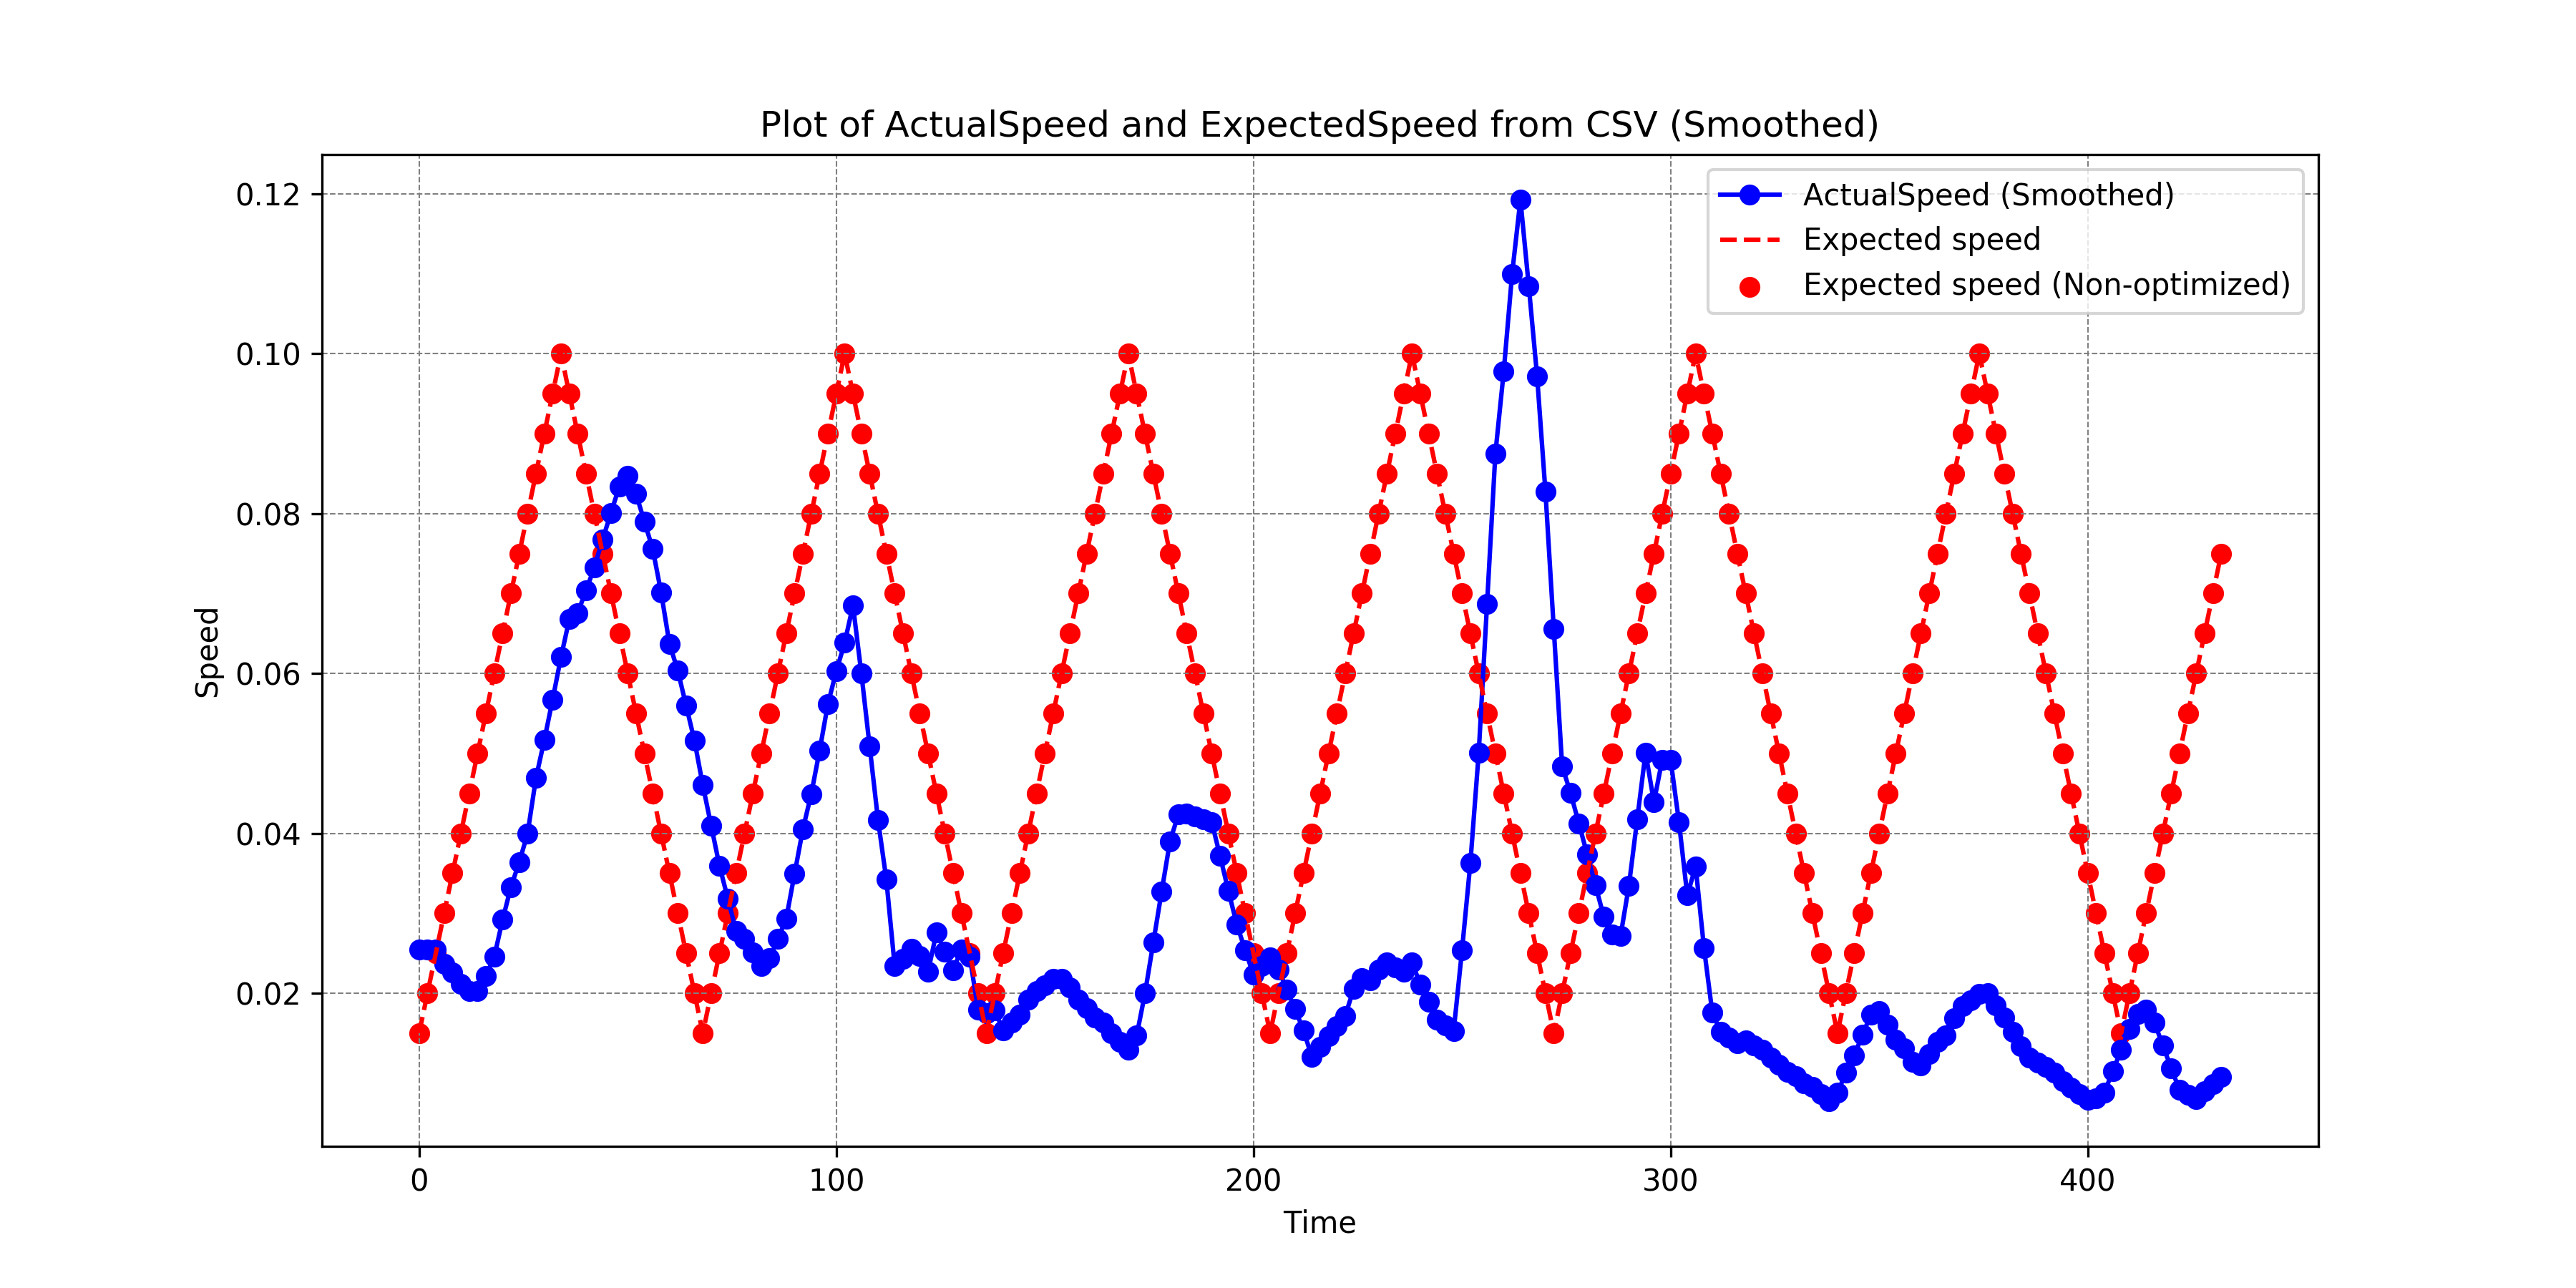 Plot of ActualSpeed and ExpectedSpeed from CSV (Smoothed)
0.12
0.10
0.08
0.06
0.04
0.02
Speed
ActualSpeed (Smoothed)
Expected speed
Expected speed (Non-optimized)
0 100 200 300 400
Time